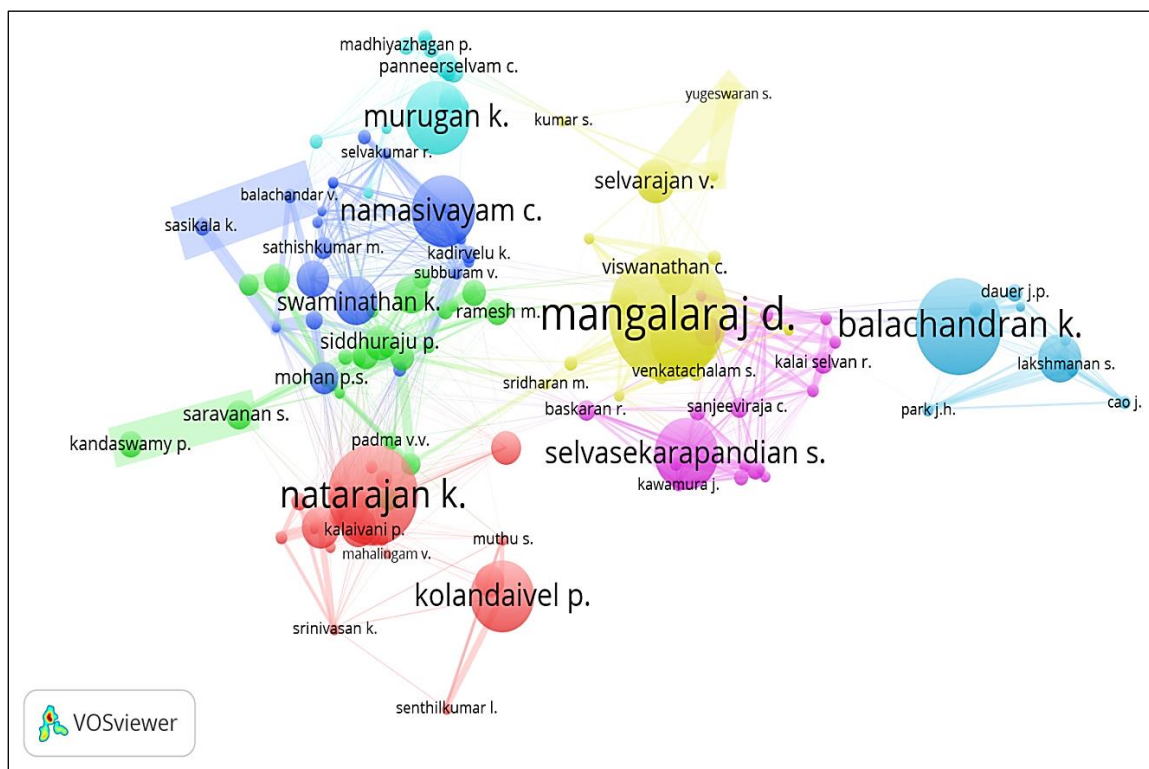 madhiyazhagan p.
panneerselvam c.
murugan k.
yugeswaran s.
kumar s.
selvakumar r.
selvarajan v.
balachandar v.
sasikala k.
namasivayam c.
sathishkumar m.
kadirvelu k.
subburam v.
viswanathan c.
swaminathan k.
ramesh m.
mangalaraj d.
dauer j.p.
balachandran k.
siddhuraju p.
mohan p.s.
sridharan m.
venkatachalam s.
kalai selvan r.
lakshmanan s.
saravanan s.
baskaran r.
sanjeeviraja c.
park j.h.
cao j.
kandaswamy p.
padma v.v.
selvasekarapandian s.
kawamura j.
natarajan k.
kalaivani p.
mahalingam v.
muthu s.
kolandaivel p.
srinivasan k.
senthilkumar l.
VOSviewer